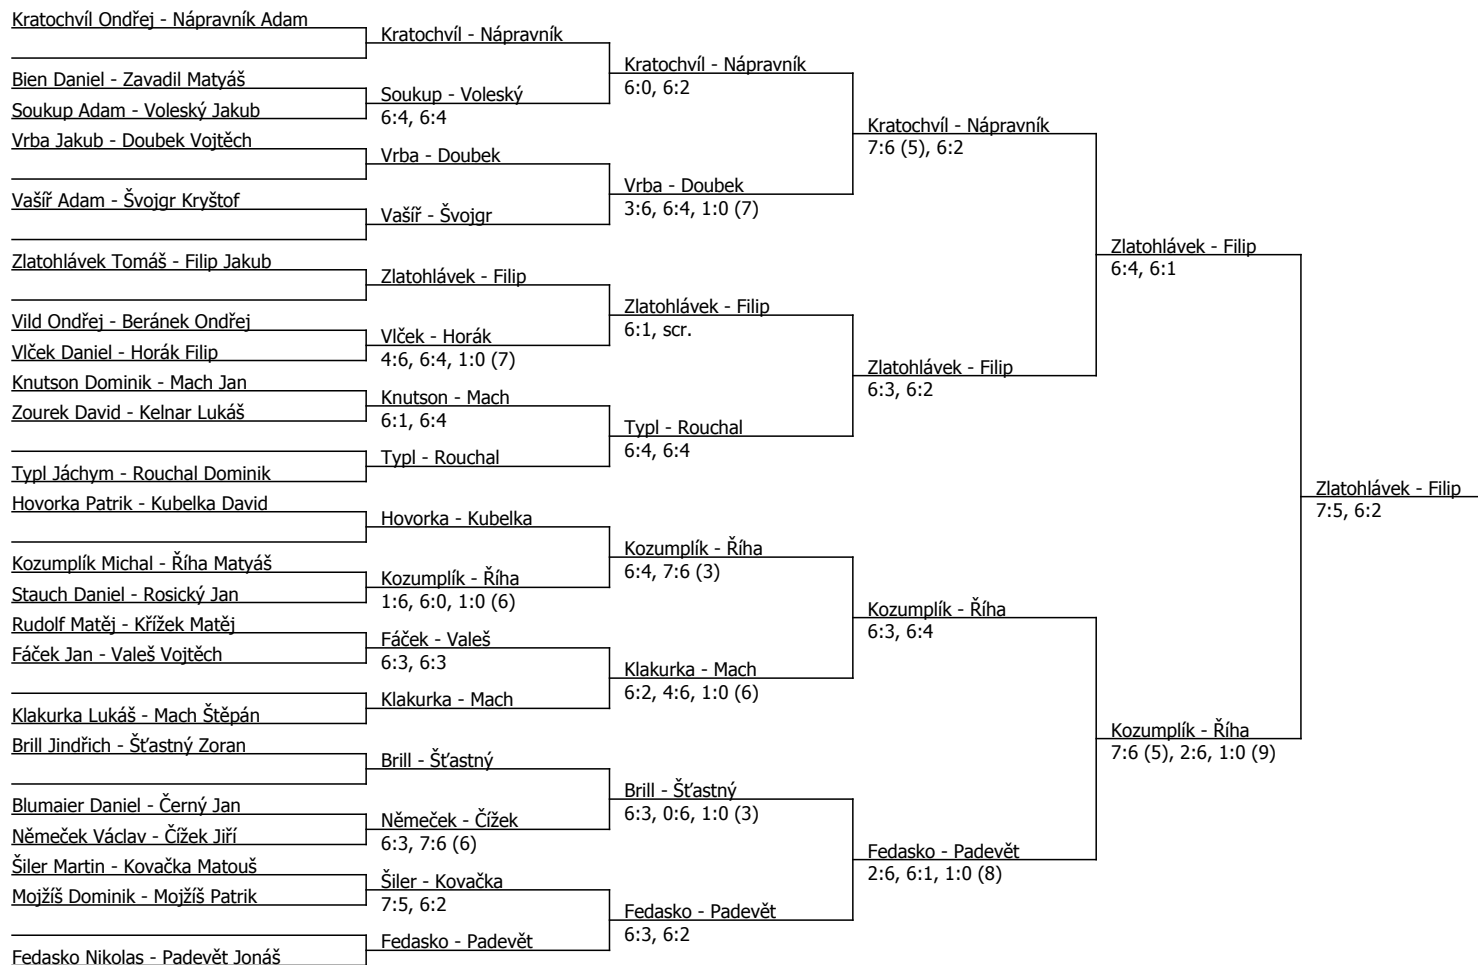 Kratochvíl Ondřej - Nápravník Adam
Bien Daniel - Zavadil Matyáš
Soukup Adam - Voleský Jakub
Vrba Jakub - Doubek Vojtěch
Vašíř Adam - Švojgr Kryštof
Zlatohlávek Tomáš - Filip Jakub
Vild Ondřej - Beránek Ondřej
Vlček Daniel - Horák Filip
Knutson Dominik - Mach Jan
Zourek David - Kelnar Lukáš
Typl Jáchym - Rouchal Dominik
Hovorka Patrik - Kubelka David
Kozumplík Michal - Říha Matyáš
Stauch Daniel - Rosický Jan
Rudolf Matěj - Křížek Matěj
Fáček Jan - Valeš Vojtěch
Klakurka Lukáš - Mach Štěpán
Brill Jindřich - Šťastný Zoran
Blumaier Daniel - Černý Jan
Němeček Václav - Čížek Jiří
Šiler Martin - Kovačka Matouš
Mojžíš Dominik - Mojžíš Patrik
Fedasko Nikolas - Padevět Jonáš
Kratochvíl - Nápravník
Soukup - Voleský
6:4, 6:4
Vrba - Doubek
Vašíř - Švojgr
Zlatohlávek - Filip
Vlček - Horák
4:6, 6:4, 1:0 (7)
Knutson - Mach
6:1, 6:4
Typl - Rouchal
Hovorka - Kubelka
Kozumplík - Říha
1:6, 6:0, 1:0 (6)
Fáček - Valeš
6:3, 6:3
Klakurka - Mach
Brill - Šťastný
Němeček - Čížek
6:3, 7:6 (6)
Šiler - Kovačka
7:5, 6:2
Fedasko - Padevět
Kratochvíl - Nápravník
6:0, 6:2
Vrba - Doubek
3:6, 6:4, 1:0 (7)
Zlatohlávek - Filip
6:1, scr.
Typl - Rouchal
6:4, 6:4
Kozumplík - Říha
6:4, 7:6 (3)
Klakurka - Mach
6:2, 4:6, 1:0 (6)
Brill - Šťastný
6:3, 0:6, 1:0 (3)
Fedasko - Padevět
6:3, 6:2
Kratochvíl - Nápravník
7:6 (5), 6:2
Zlatohlávek - Filip
6:3, 6:2
Kozumplík - Říha
6:3, 6:4
Fedasko - Padevět
2:6, 6:1, 1:0 (8)
Zlatohlávek - Filip
6:4, 6:1
Kozumplík - Říha
7:6 (5), 2:6, 1:0 (9)
Zlatohlávek - Filip
7:5, 6:2